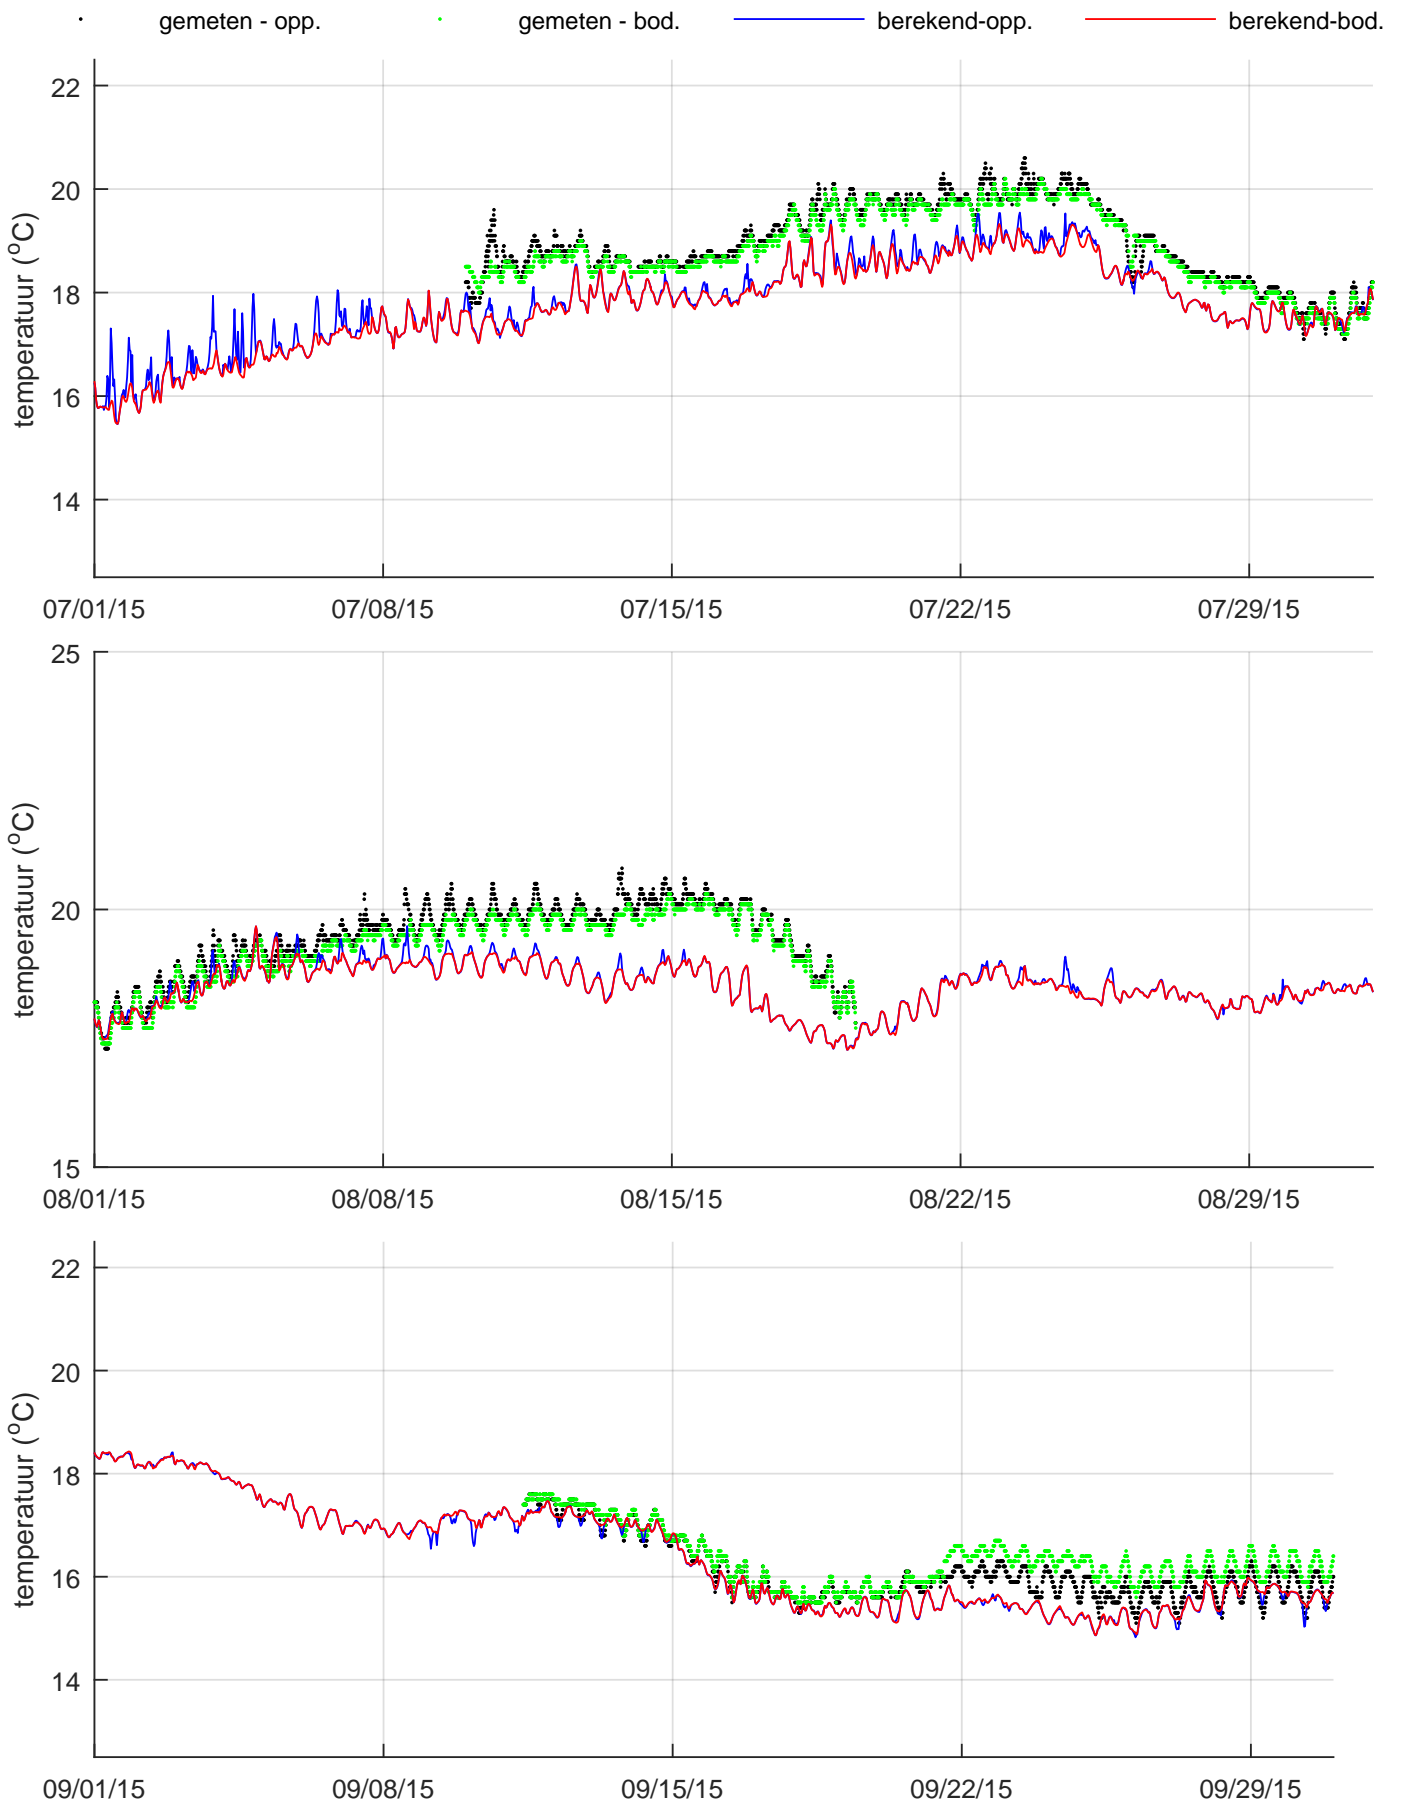 gemeten - opp. gemeten - bod. berekend-opp. berekend-bod.
22
20
18
16
14
temperatuur (°C)
07/01/15 07/08/15 07/15/15 07/22/15 07/29/15
25
20
15
temperatuur (°C)
08/01/15 08/08/15 08/15/15 08/22/15 08/29/15
22
20
18
16
14
temperatuur (°C)
09/01/15 09/08/15 09/15/15 09/22/15 09/29/15